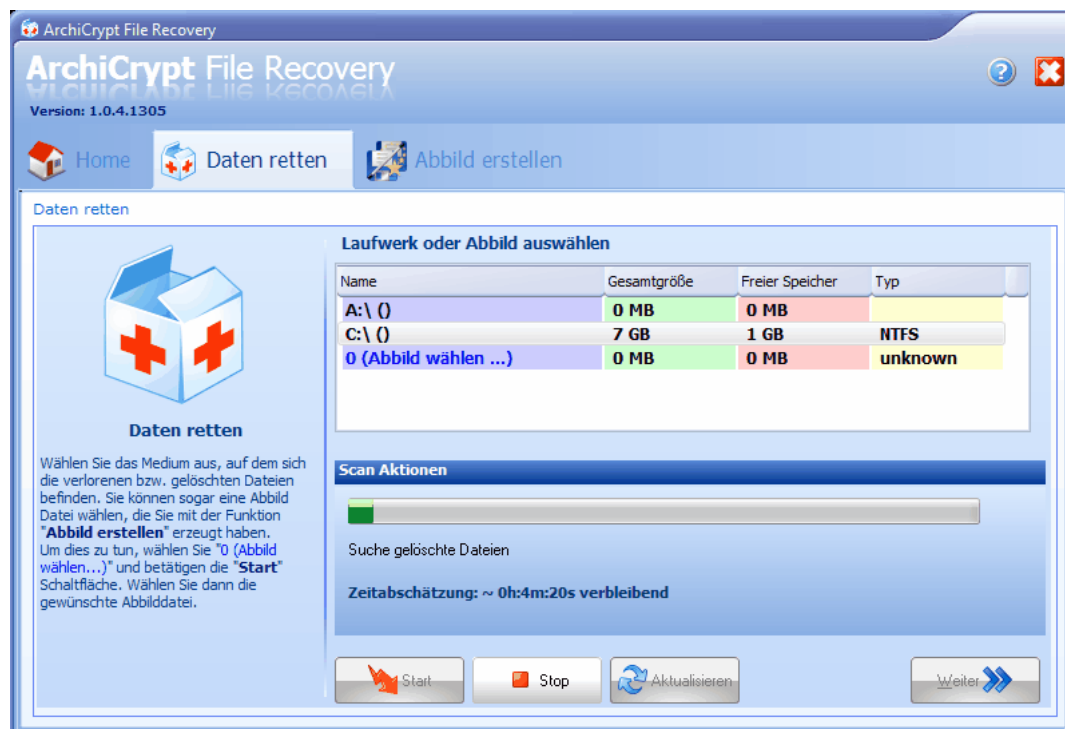 ArchiCrypt File Recovery
ArchiCrypt File Recovery
Version: 1.0.4.1305
Home
Daten retten
Abbild erstellen
Daten retten
Daten retten
Wählen Sie das Medium aus, auf dem sich
die verlorenen bzw. gelöschten Dateien
befinden. Sie können sogar eine Abbild
Datei wählen, die Sie mit der Funktion
"Abbild erstellen" erzeugt haben.
Um dies zu tun, wählen Sie "0 (Abbild
wählen...)" und betätigen die "Start"
Schaltfläche. Wählen Sie dann die
gewünschte Abbilddatei.
Laufwerk oder Abbild auswählen
Name Gesamtgröße Freier Speicher Typ
A:\ () 0 MB 0 MB
C:\ () 7 GB 1 GB NTFS
0 (Abbild wählen ...) 0 MB 0 MB unknown
Scan Aktionen
Suche gelöschte Dateien
Zeitabschätzung: ~ 0h:4m:20s verbleibend
Start
Stop
Aktualisieren
Weiter